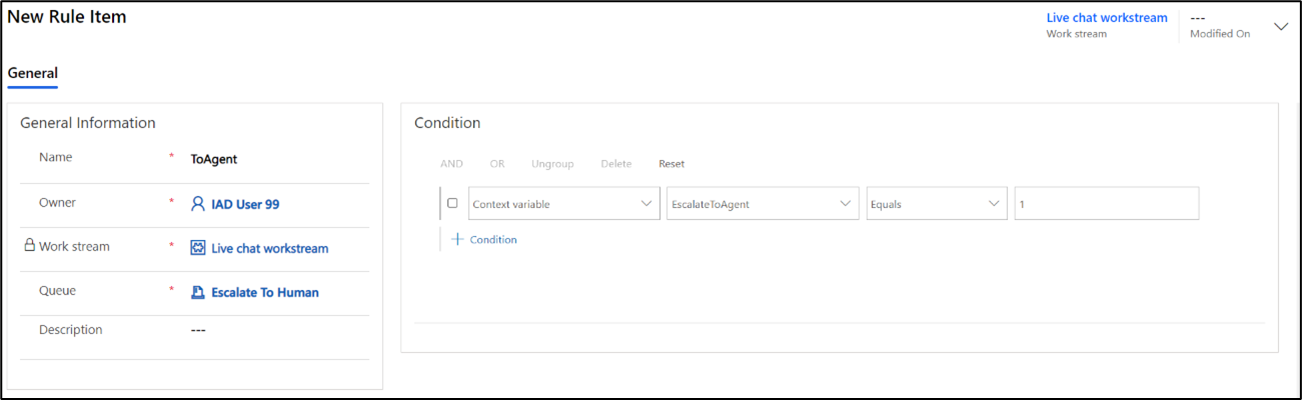 New Rule Item
Live chat workstream
Work stream
---
Modified On
General
General Information
Name * ToAgent
Owner * IAD User 99
Work stream * Live chat workstream
Queue * Escalate To Human
Description ---
Condition
AND OR Ungroup Delete Reset
Context variable EscalateToAgent Equals 1
+ Condition